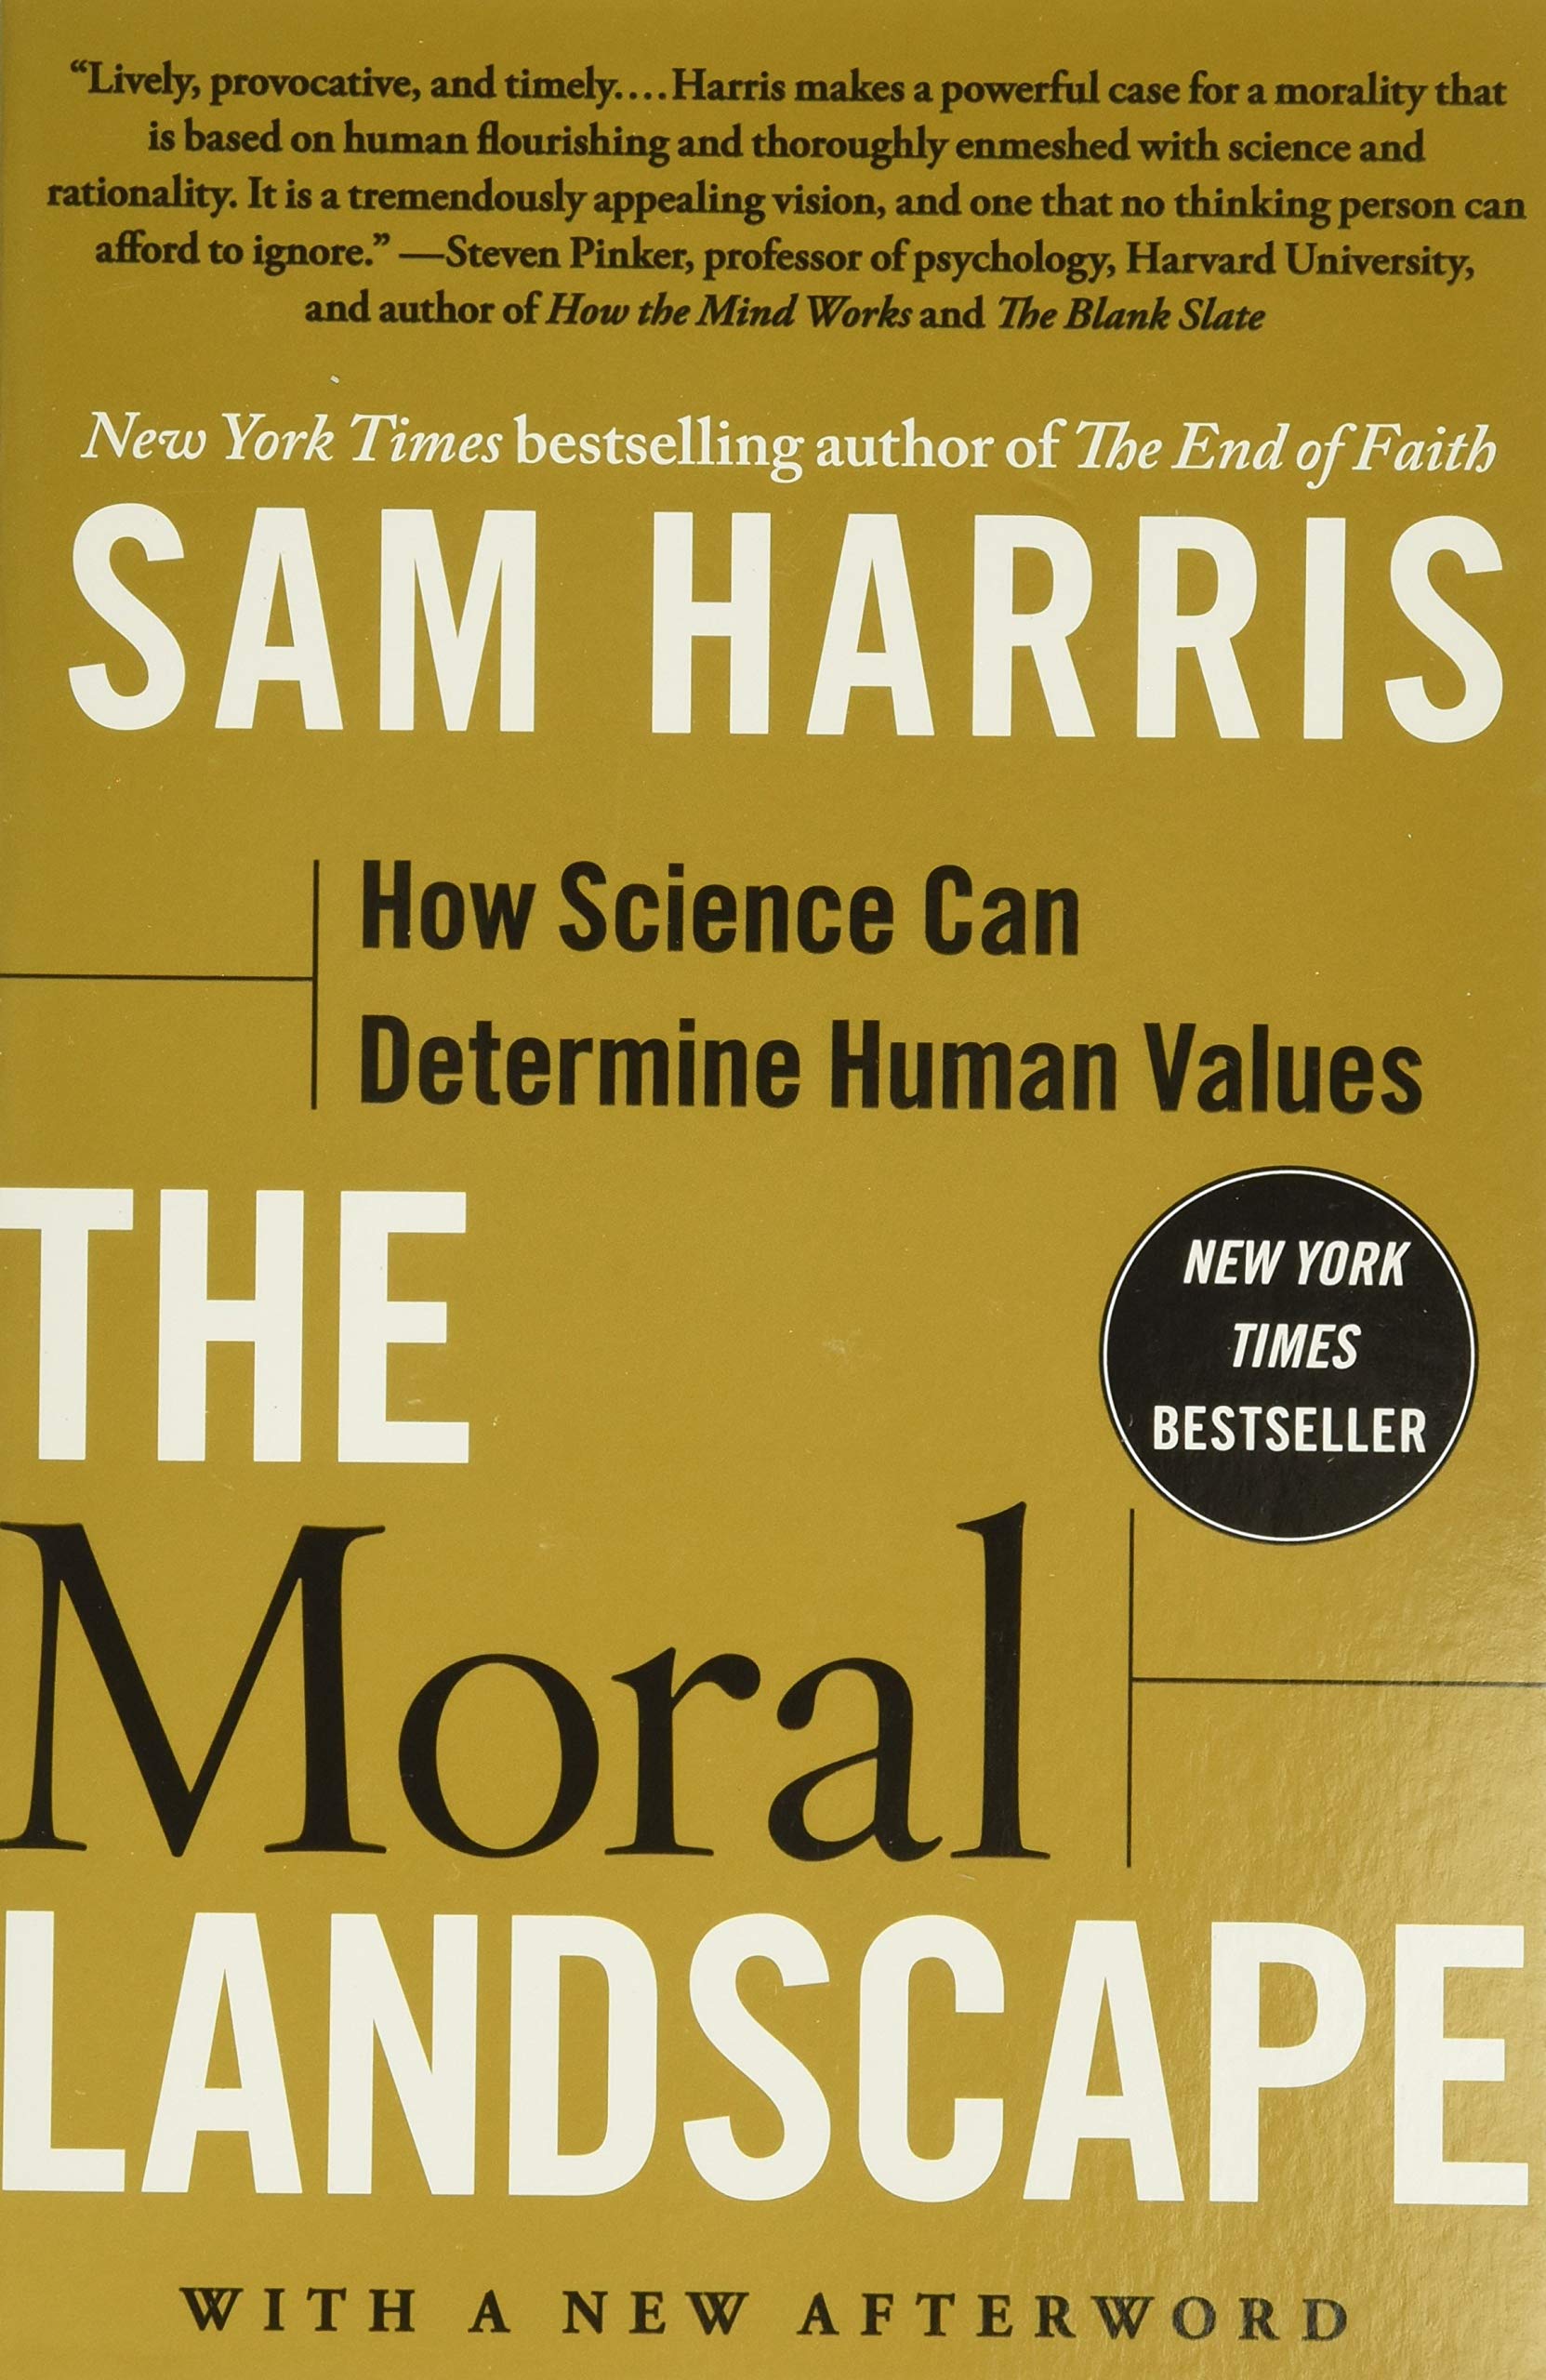 “Lively, provocative, and timely....Harris makes a powerful case for a morality that
is based on human flourishing and thoroughly enmeshed with science and
rationality. It is a tremendously appealing vision, and one that no thinking person can
afford to ignore.” —Steven Pinker, professor of psychology, Harvard University,
and author of How the Mind Works and The Blank Slate
New York Times bestselling author of The End of Faith
SAM HARRIS
How Science Can
Determine Human Values
THE
NEW YORK
TIMES
BESTSELLER
Moral
LANDSCAPE
WITH A NEW AFTERWORD